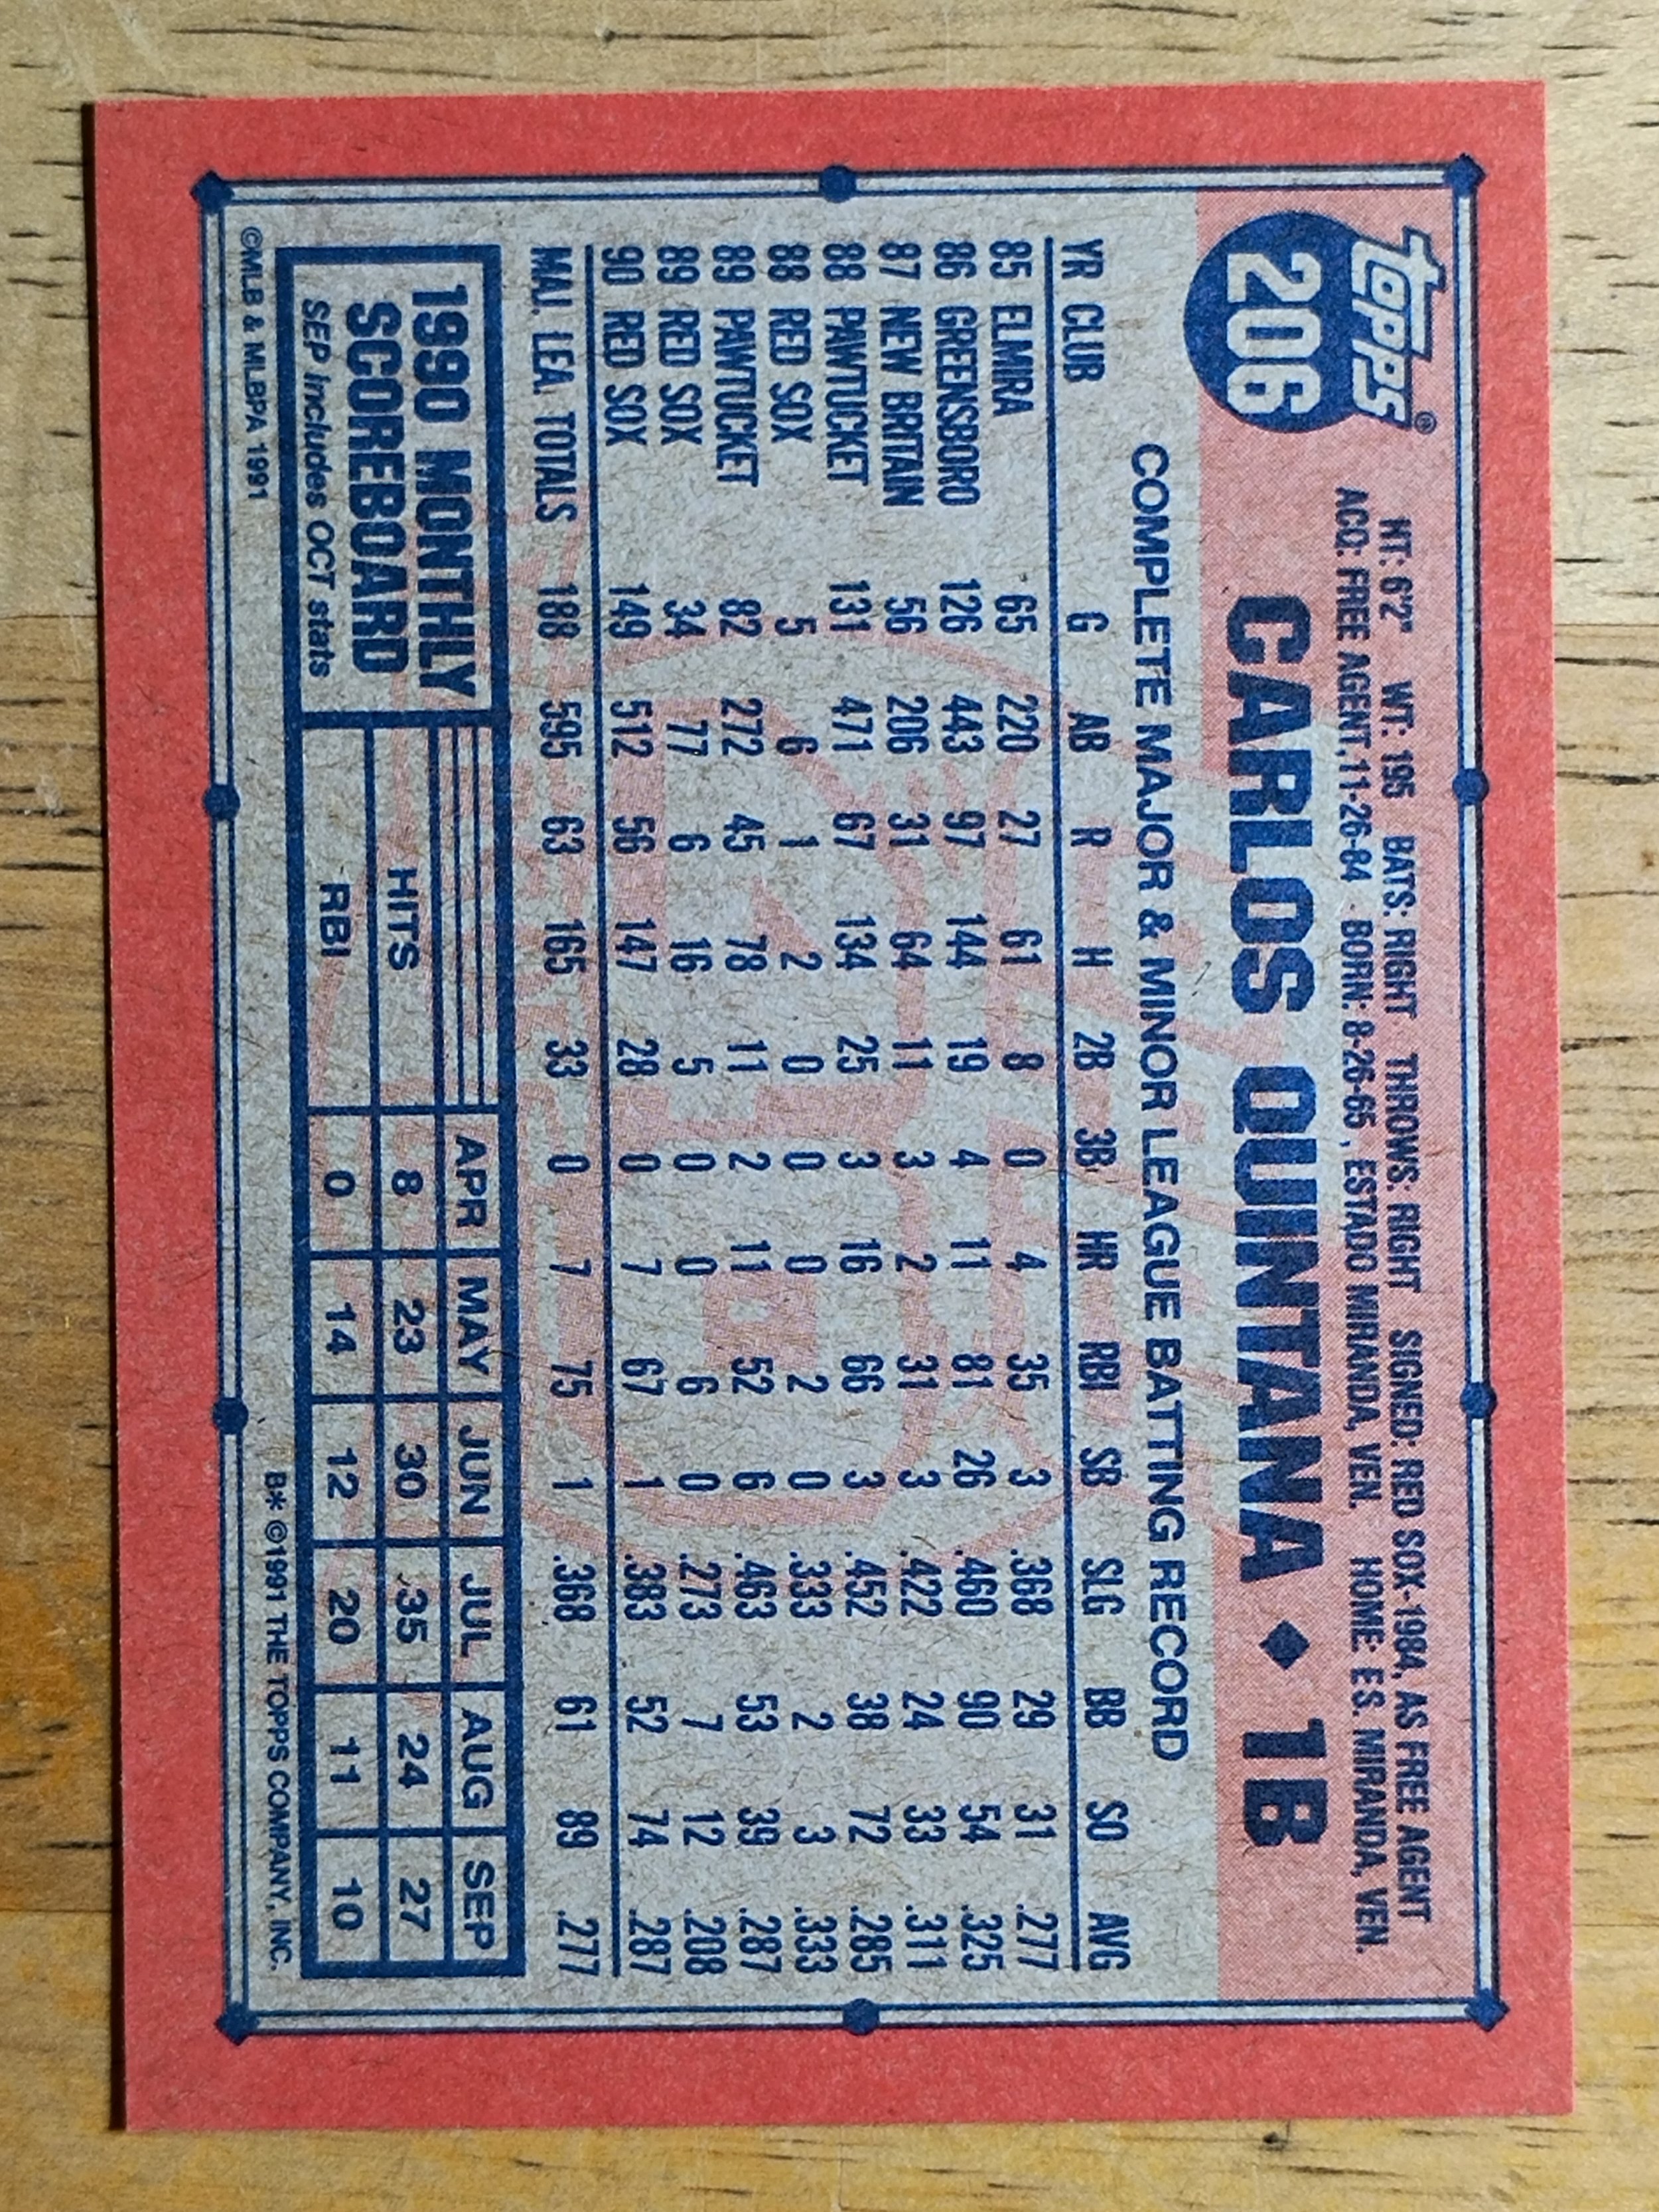 topps®
206
HT: 6'2" WT: 195 BATS: RIGHT THROWS: RIGHT SIGNED: RED SOX-1984, AS FREE AGENT
ACQ: FREE AGENT, 11-26-84 BORN: 8-26-65, ESTADO MIRANDA, VEN. HOME: ES. MIRANDA, VEN.
CARLOS QUINTANA ♦ 1B
COMPLETE MAJOR & MINOR LEAGUE BATTING RECORD
YR CLUB G AB R H 2B 3B HR RBI SB SLG BB SO AVG
85 ELMIRA 65 220 27 61 8 0 4 35 3 .368 29 31 .277
86 GREENSBORO 126 443 97 144 19 4 11 81 26 .460 90 54 .325
87 NEW BRITAIN 56 206 31 64 11 3 2 31 3 .422 24 33 .311
88 PAWTUCKET 131 471 67 134 25 3 16 66 3 .452 38 72 .285
88 RED SOX 5 6 1 2 0 0 0 2 0 .333 2 3 .333
89 PAWTUCKET 82 272 45 78 11 2 11 52 6 .463 53 39 .287
89 RED SOX 34 77 6 16 5 0 0 6 0 .273 7 12 .208
90 RED SOX 149 512 56 147 28 0 7 67 1 .383 52 74 .287
MAJ. LEA. TOTALS 188 595 63 165 33 0 7 75 1 .368 61 89 .277
1990 MONTHLY
SCOREBOARD
SEP Includes OCT stats
APR MAY JUN JUL AUG SEP
HITS 8 23 30 35 24 27
RBI 0 14 12 20 11 10
©MLB & MLBPA 1991
B* ©1991 THE TOPPS COMPANY, INC.